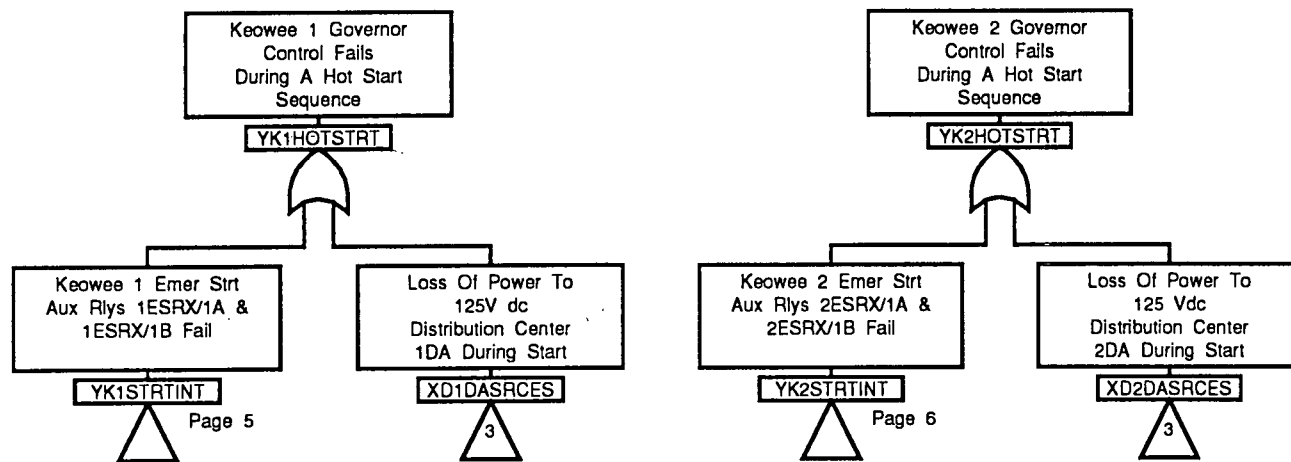 Keowee 1 Governor
Control Fails
During A Hot Start
Sequence
YK1HOTSTRT
Keowee 1 Emer Strt
Aux Rlys 1ESRX/1A &
1ESRX/1B Fail
YK1STRTINT
Page 5
Loss Of Power To
125V dc
Distribution Center
1DA During Start
XD1DASRCES
3
Keowee 2 Governor
Control Fails
During A Hot Start
Sequence
YK2HOTSTRT
Keowee 2 Emer Strt
Aux Rlys 2ESRX/1A &
2ESRX/1B Fail
YK2STRTINT
Page 6
Loss Of Power To
125 Vdc
Distribution Center
2DA During Start
XD2DASRCES
3